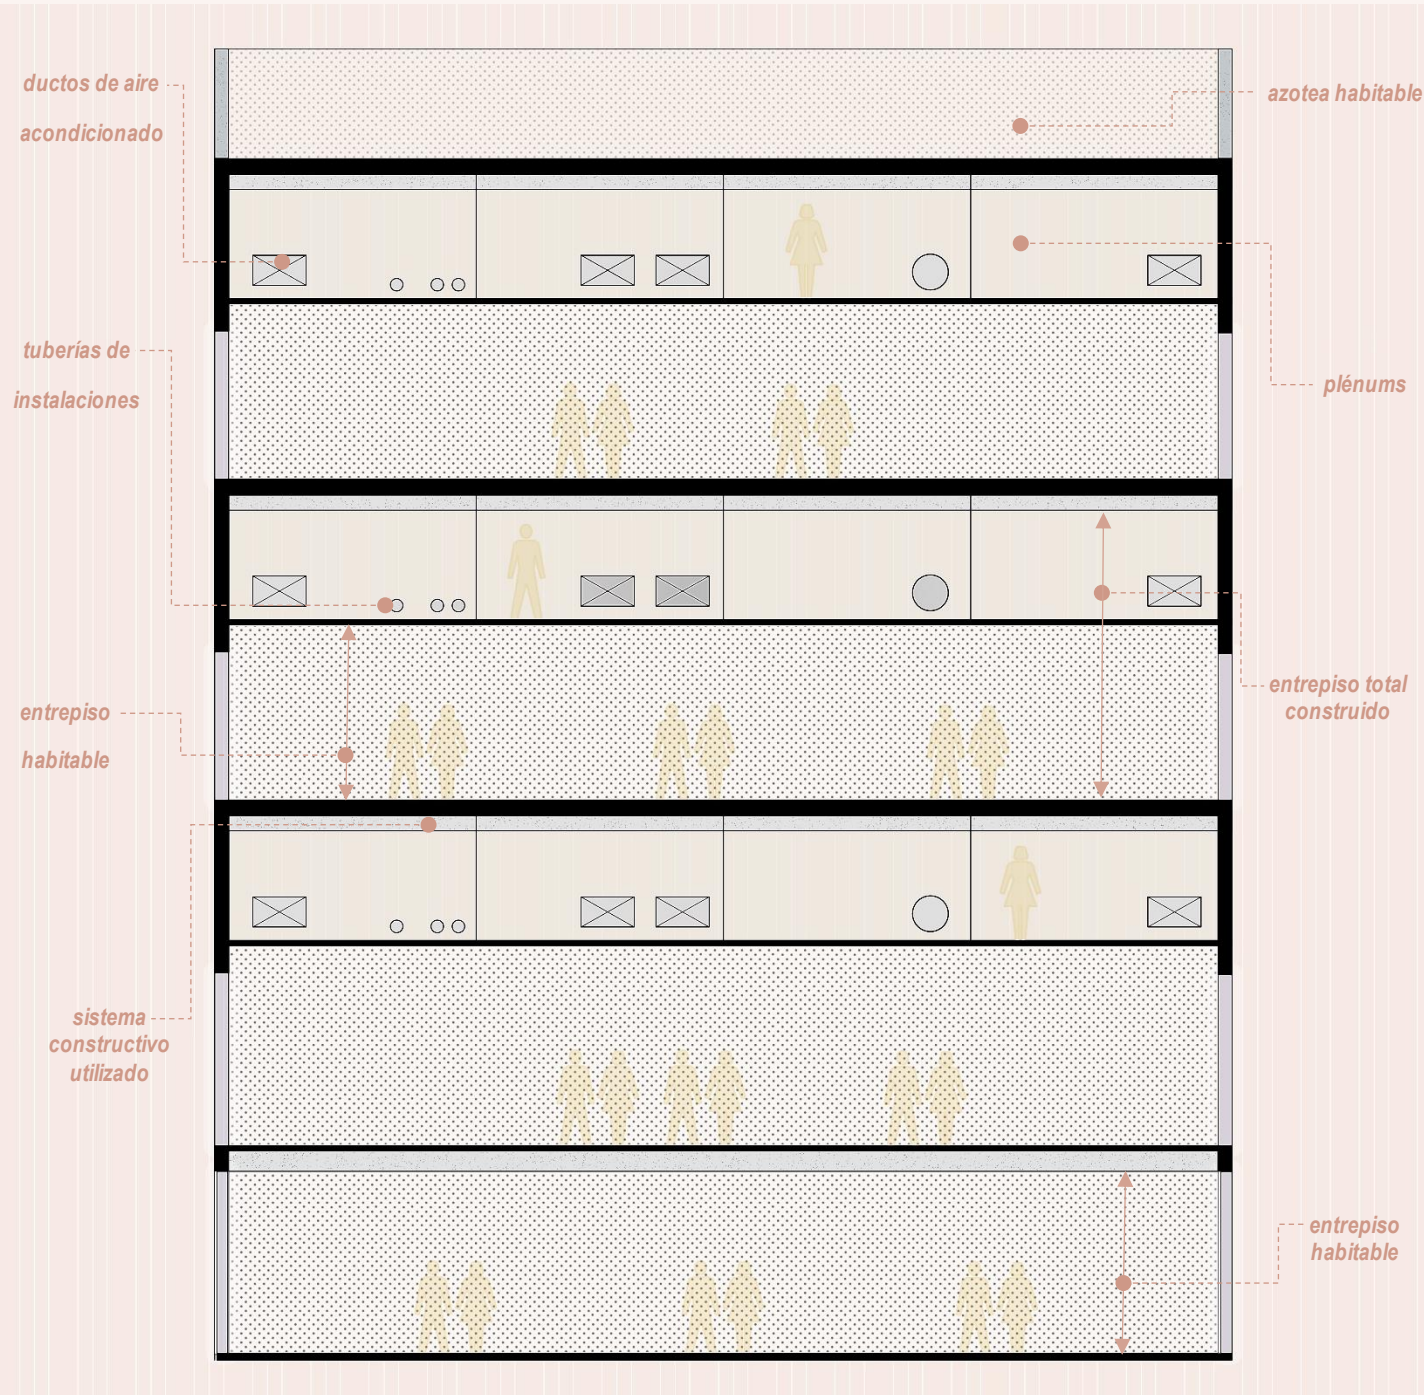 ductos de aire
acondicionado
azotea habitable
tuberías de
instalaciones
plénums
entrepiso
habitable
entrepiso total
construido
sistema
constructivo
utilizado
entrepiso
habitable